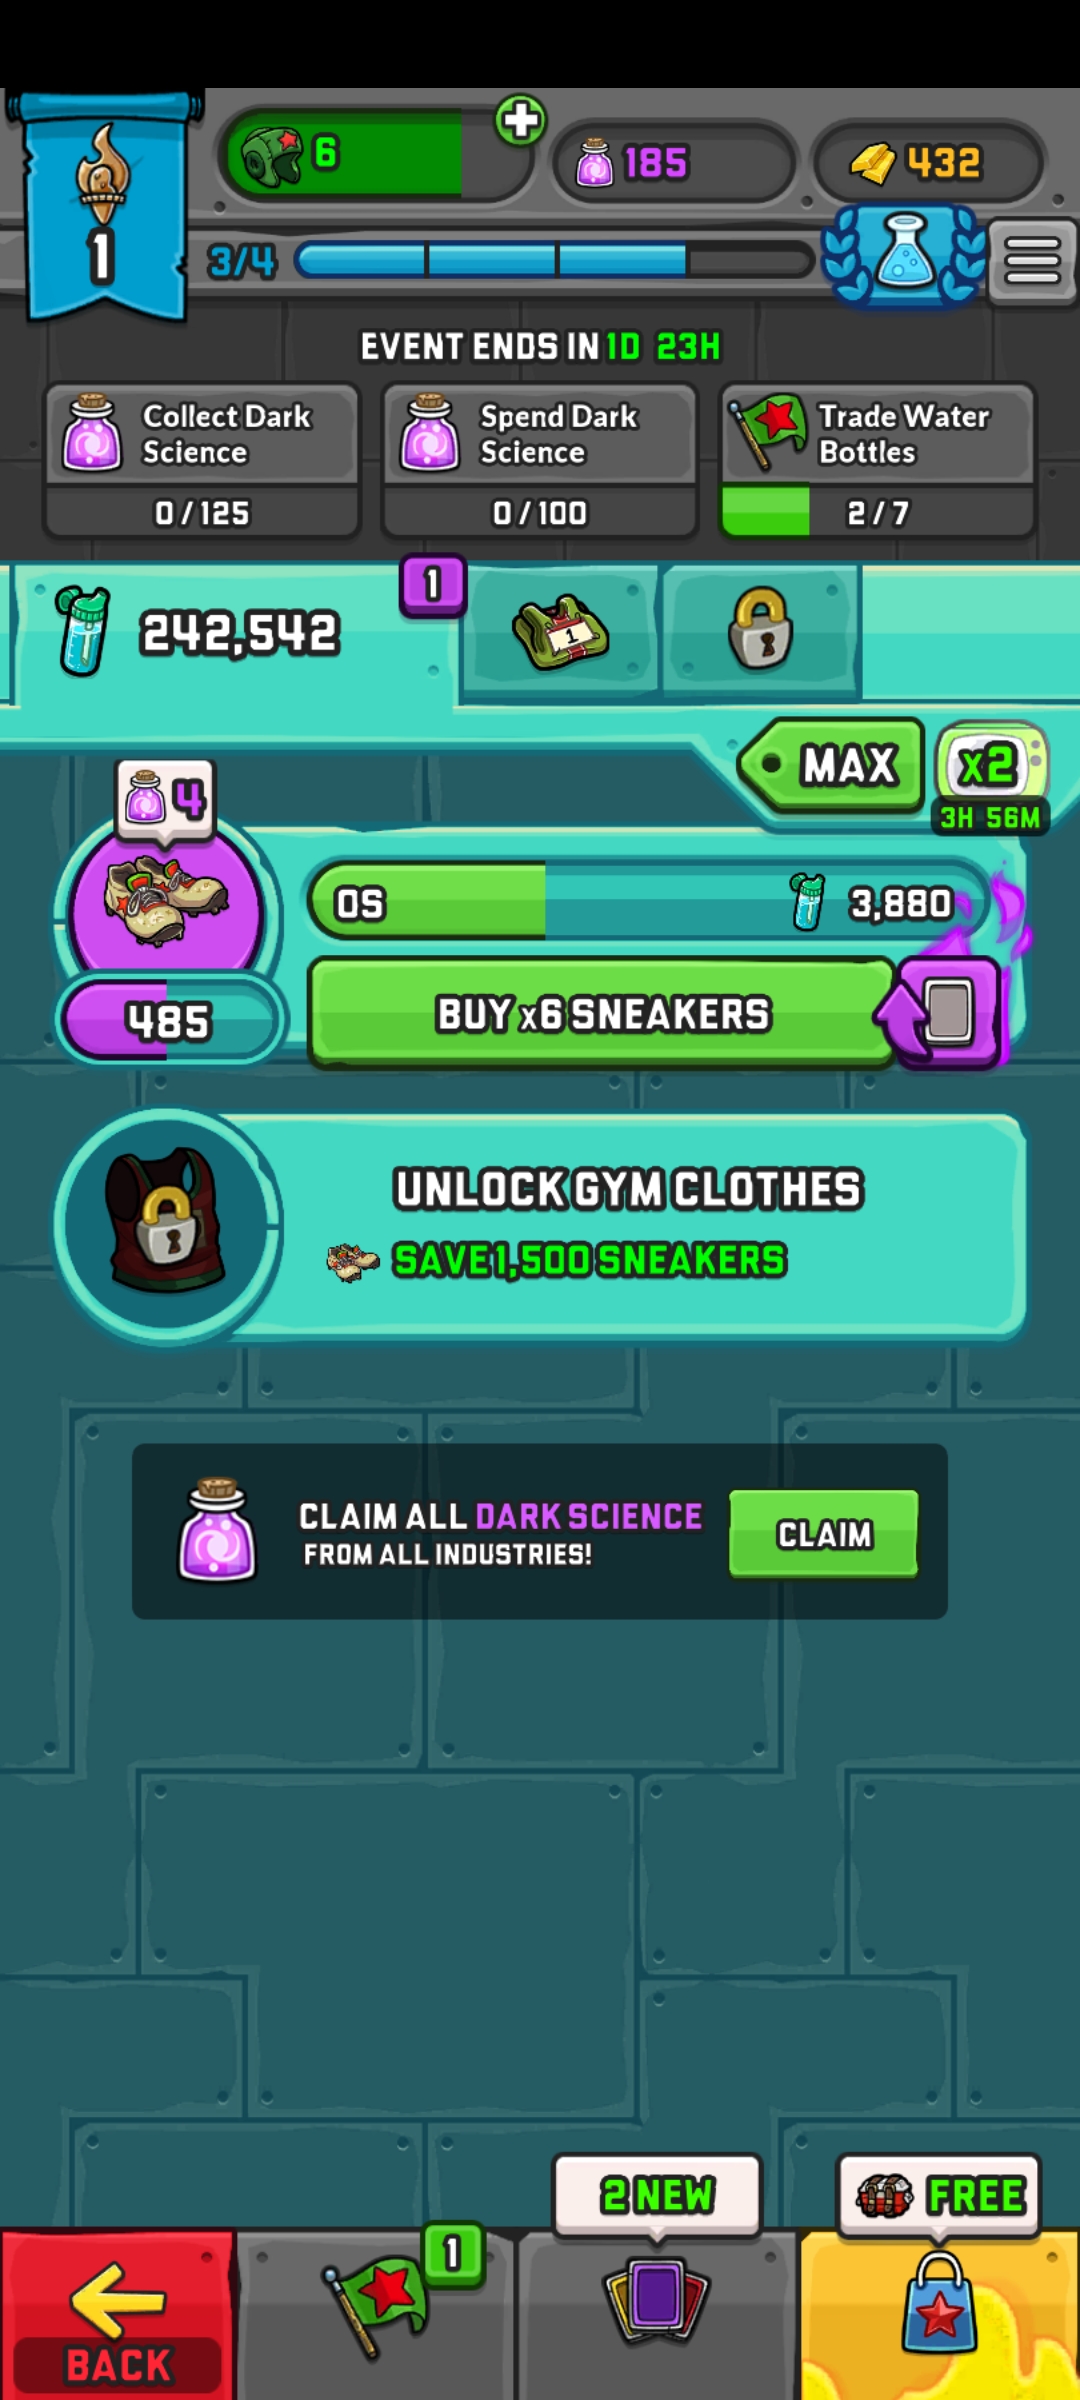 6
185
432
1
3/4
EVENT ENDS IN 1D 23H
Collect Dark
Science
0/125
Spend Dark
Science
0/100
Trade Water
Bottles
2/7
242,542
1
1
MAX
x2
3H 56M
4
0S
3,880
485
BUY x6 SNEAKERS
UNLOCK GYM CLOTHES
SAVE 1,500 SNEAKERS
CLAIM ALL DARK SCIENCE
FROM ALL INDUSTRIES!
CLAIM
2 NEW
FREE
1
BACK